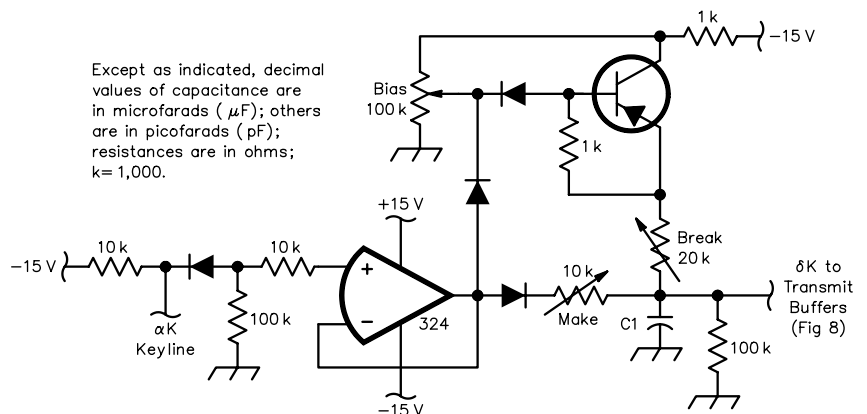 1 k
−15 V
Except as indicated, decimal
values of capacitance are
in microfarads ( μF); others
are in picofarads ( pF);
resistances are in ohms;
k= 1,000.
Bias
100 k
1 k
+15 V
10 k
10 k
−15 V
Break
20 k
+
10 k
δK to
Transmit
Buffers
(Fig 8)
−
324
Make
C1
100 k
αK
Keyline
100 k
−15 V